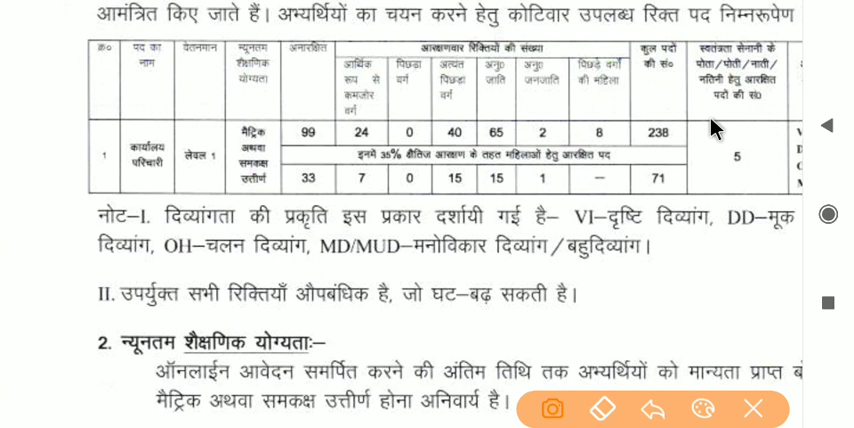 आमंत्रित किए जाते हैं। अभ्यर्थियों का चयन करने हेतु कोटिवार उपलब्ध रिक्त पद निम्नरूपेण
क्र० पद का नाम वेतनमान न्यूनतम शैक्षणिक योग्यता अनारक्षित आरक्षणवार रिक्तियों की संख्या कुल पदों की सं० स्वतंत्रता सेनानी के पोता/पोती/नाती/नतिनी हेतु आरक्षित पदों की सं०
आर्थिक रूप से कमजोर वर्ग पिछड़ा वर्ग अत्यंत पिछड़ा वर्ग अनु० जाति अनु० जनजाति पिछड़े वर्गों की महिला
1 कार्यालय परिचारी लेवल 1 मैट्रिक अथवा समकक्ष उत्तीर्ण 99 24 0 40 65 2 8 238 5
इनमें 35% क्षैतिज आरक्षण के तहत महिलाओं हेतु आरक्षित पद
33 7 0 15 15 1 – 71
नोट–I. दिव्यांगता की प्रकृति इस प्रकार दर्शायी गई है– VI–दृष्टि दिव्यांग, DD–मूक
दिव्यांग, OH–चलन दिव्यांग, MD/MUD–मनोविकार दिव्यांग/बहुदिव्यांग।
II. उपर्युक्त सभी रिक्तियाँ औपबंधिक है, जो घट–बढ़ सकती है।
2. न्यूनतम शैक्षणिक योग्यताः–
ऑनलाईन आवेदन समर्पित करने की अंतिम तिथि तक अभ्यर्थियों को मान्यता प्राप्त
मैट्रिक अथवा समकक्ष उत्तीर्ण होना अनिवार्य है।